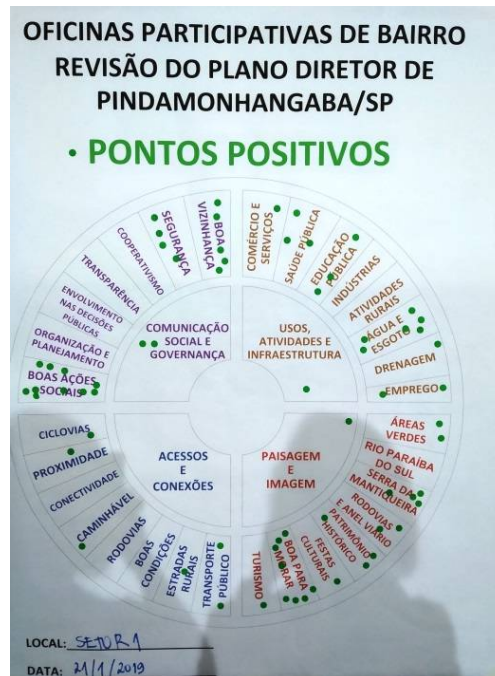 OFICINAS PARTICIPATIVAS DE BAIRRO
REVISÃO DO PLANO DIRETOR DE
PINDAMONHANGABA/SP
• PONTOS POSITIVOS
BOAS AÇÕES
SOCIAIS
ORGANIZAÇÃO E
PLANEJAMENTO
ENVOLVIMENTO
NAS DECISÕES
PÚBLICAS
TRANSPARÊNCIA
COOPERATIVISMO
SEGURANÇA
BOA
VIZINHANÇA
COMUNICAÇÃO
SOCIAL E
GOVERNANÇA
COMÉRCIO E
SERVIÇOS
SAÚDE PÚBLICA
EDUCAÇÃO
PÚBLICA
INDÚSTRIAS
ATIVIDADES
RURAIS
ÁGUA E
ESGOTO
DRENAGEM
EMPREGO
USOS,
ATIVIDADES E
INFRAESTRUTURA
CICLOVIAS
PROXIMIDADE
CONECTIVIDADE
CAMINHÁVEL
RODOVIAS
BOAS
CONDIÇÕES
ESTRADAS
RURAIS
TRANSPORTE
PÚBLICO
ACESSOS
E
CONEXÕES
ÁREAS
VERDES
RIO PARAÍBA
DO SUL
SERRA DA
MANTIQUEIRA
RODOVIAS
E ANEL VIÁRIO
PATRIMÔNIO
HISTÓRICO
FESTAS
CULTURAIS
BOA PARA
MORAR
TURISMO
PAISAGEM
E
IMAGEM
LOCAL: SETOR 1
DATA: 21/1/2019